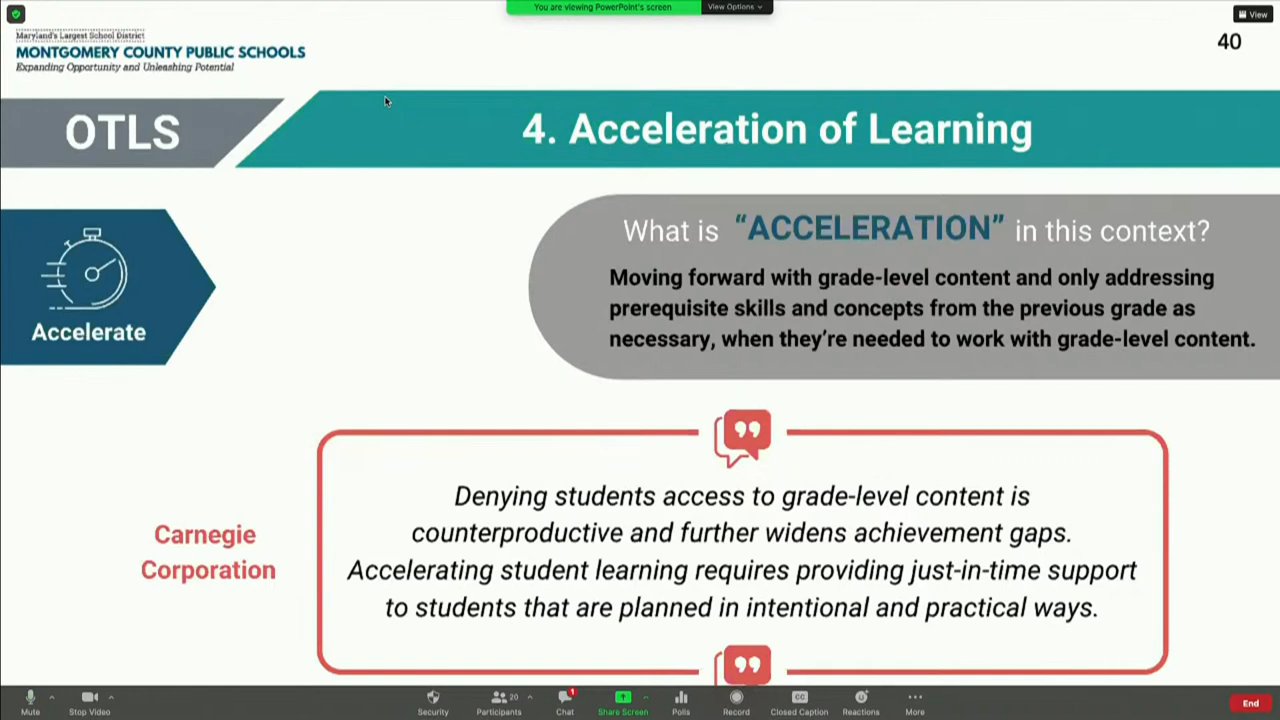 You are viewing PowerPoint's screen
View Options
View
Maryland's Largest School District
MONTGOMERY COUNTY PUBLIC SCHOOLS
Expanding Opportunity and Unleashing Potential
40
OTLS
4. Acceleration of Learning
Accelerate
What is “ACCELERATION” in this context?
Moving forward with grade-level content and only addressing
prerequisite skills and concepts from the previous grade as
necessary, when they’re needed to work with grade-level content.
Carnegie
Corporation
Denying students access to grade-level content is
counterproductive and further widens achievement gaps.
Accelerating student learning requires providing just-in-time support
to students that are planned in intentional and practical ways.
Mute
Stop Video
Security
20
Participants
1
Chat
Share Screen
Polls
Record
CC
Closed Caption
Reactions
More
End